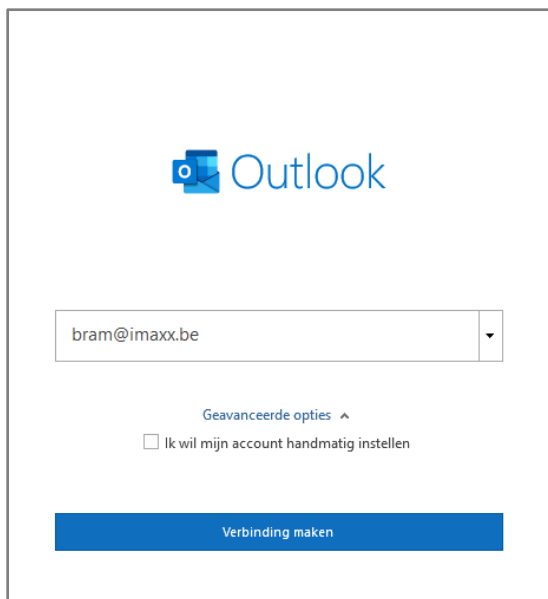 Outlook
bram@imaxx.be
Geavanceerde opties
Ik wil mijn account handmatig instellen
Verbinding maken